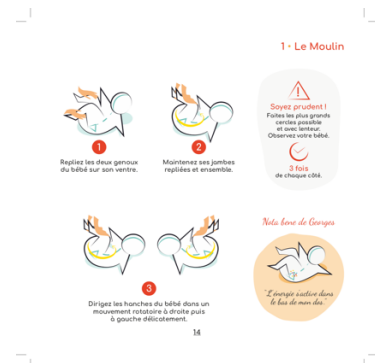 1 • Le Moulin
Soyez prudent !
Faites les plus grands
cercles possible
et avec lenteur.
Observez votre bébé.
3 fois
de chaque côté.
1
Repliez les deux genoux
du bébé sur son ventre.
2
Maintenez ses jambes
repliées et ensemble.
3
Dirigez les hanches du bébé dans un
mouvement rotatoire à droite puis
à gauche délicatement.
Nota bene de Georges
"L'énergie s'active dans
le bas de mon dos"
14